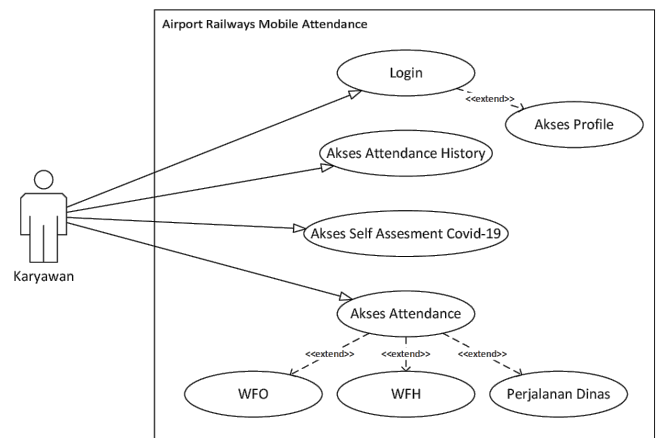 Airport Railways Mobile Attendance
Login
<<extend>>
Akses Profile
Akses Attendance History
Akses Self Assesment Covid-19
Karyawan
Akses Attendance
<<extend>>
<<extend>>
<<extend>>
WFO
WFH
Perjalanan Dinas